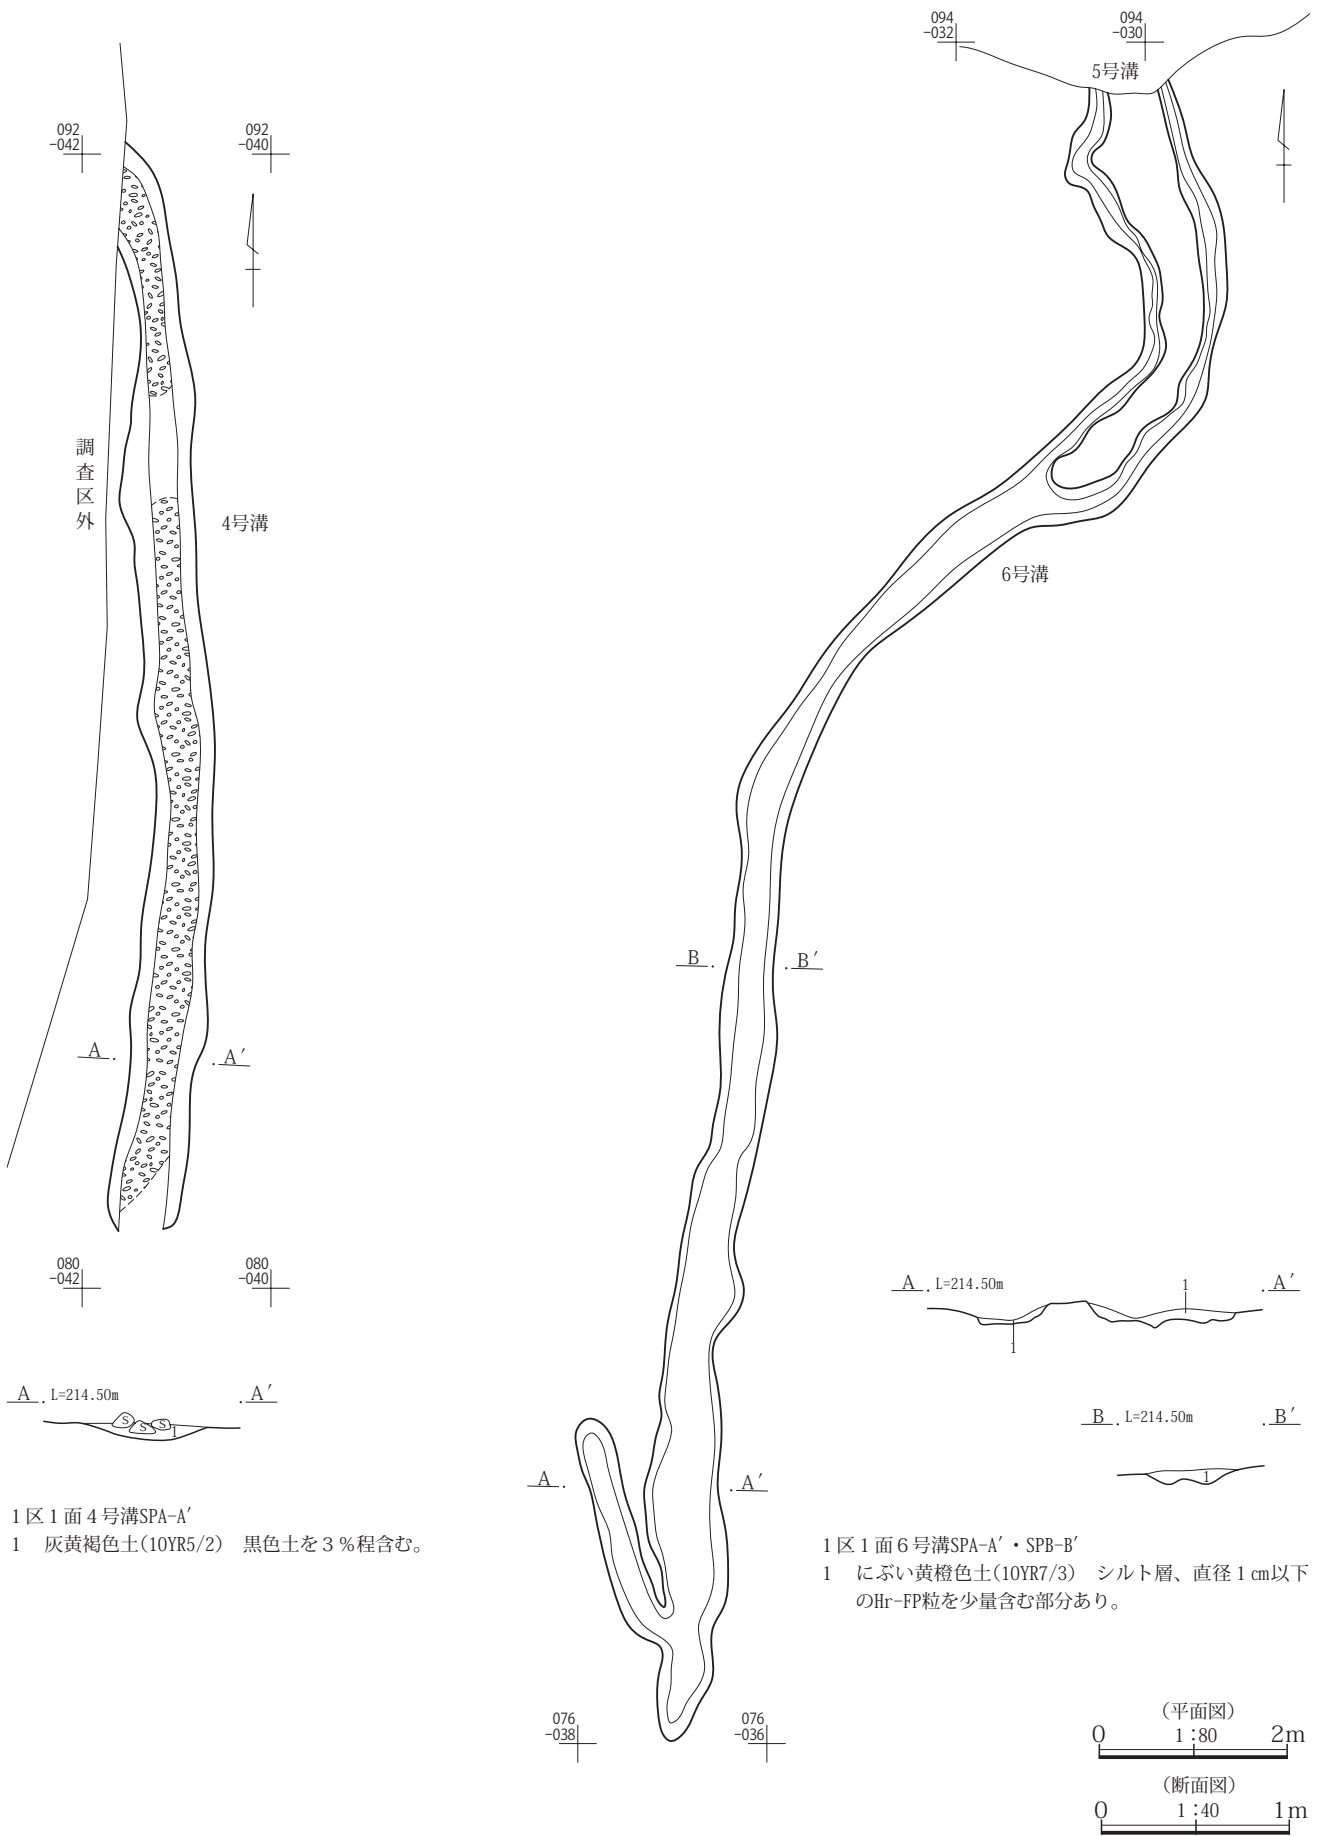 094
-032
094
-030
5号溝
092
-042
092
-040
調査区外
4号溝
6号溝
B
B′
A
A′
080
-042
080
-040
A L=214.50m A′
S S S 1
1区1面4号溝SPA-A′
1 灰黄褐色土(10YR5/2) 黒色土を3％程含む。
A
A′
076
-038
076
-036
A L=214.50m A′
1
1
B L=214.50m B′
1
1区1面6号溝SPA-A′・SPB-B′
1 にぶい黄橙色土(10YR7/3) シルト層、直径1㎝以下
のHr-FP粒を少量含む部分あり。
(平面図)
0 1:80 2m
(断面図)
0 1:40 1m